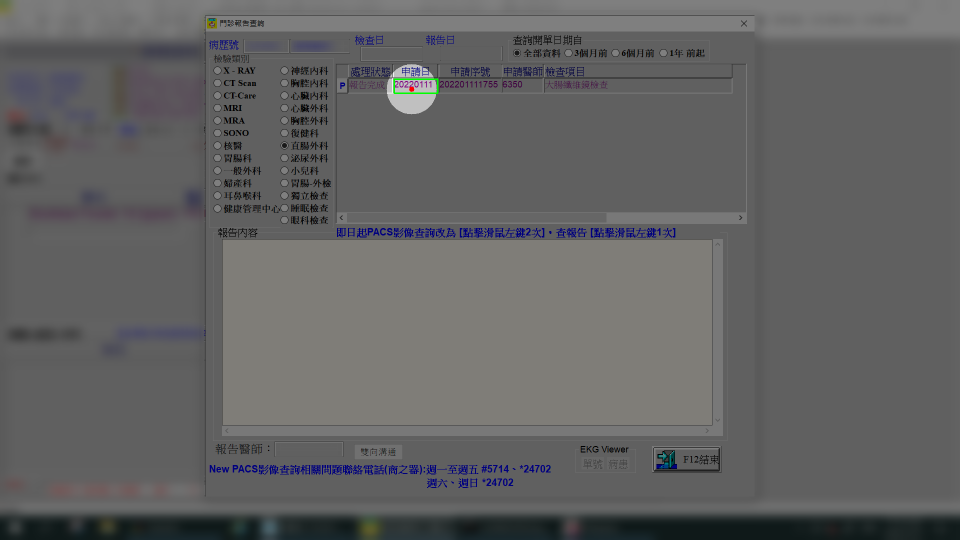 門診報告查詢
病歷號
檢查日 報告日
查詢開單日期自
全部資料 3個月前 6個月前 1年 前起
檢驗類別
X - RAY 神經內科
CT Scan 胸腔內科
CT-Care 心臟內科
MRI 心臟外科
MRA 胸腔外科
SONO 復健科
核醫 直腸外科
胃腸科 泌尿外科
一般外科 小兒科
婦產科 胃腸-外檢
耳鼻喉科 獨立檢查
健康管理中心 睡眠檢查
眼科檢查
處理狀態 申請日 申請序號 申請醫師 檢查項目
P 報告完成 20220111 202201111755 6350 大腸纖維鏡檢查
報告內容
即日起PACS影像查詢改為 [點擊滑鼠左鍵2次]，查報告 [點擊滑鼠左鍵1次]
報告醫師：
雙向溝通
EKG Viewer
單號 病患
F12結束
New PACS影像查詢相關問題聯絡電話(商之器):週一至週五 #5714、*24702
週六、週日 *24702